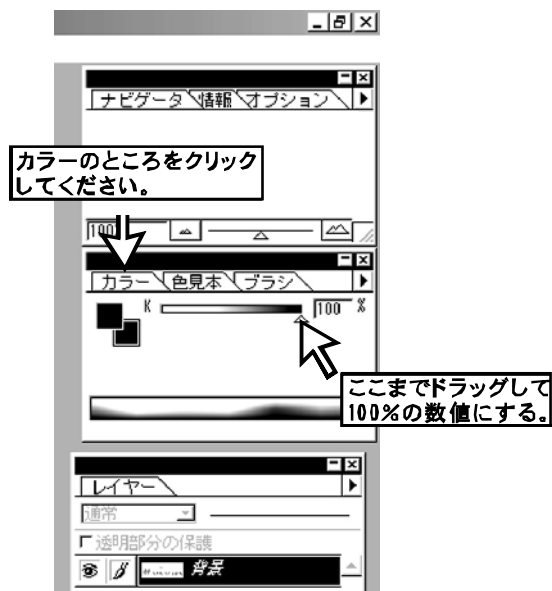 ナビゲータ 情報 オプション
カラーのところをクリック
してください。
100
カラー 色見本 ブラシ
K 100 %
ここまでドラッグして
100%の数値にする。
レイヤー
通常
透明部分の保護
背景